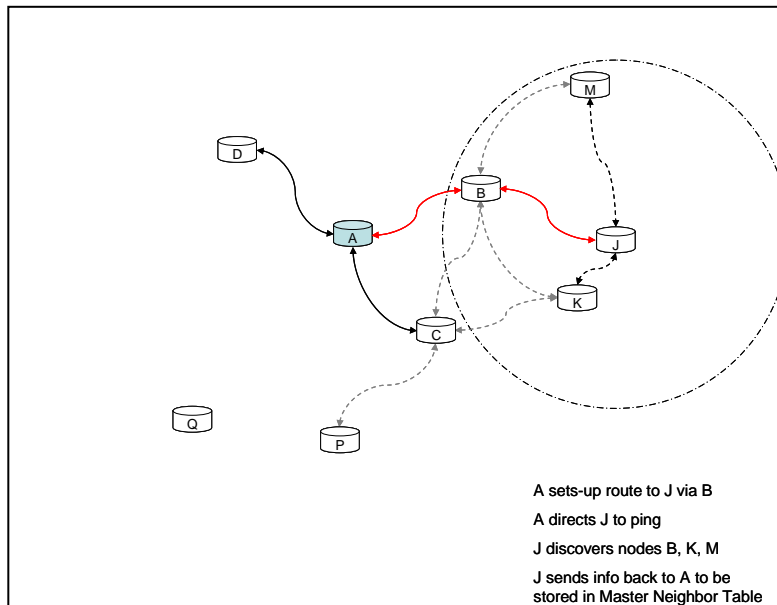 M
D
B
A
J
K
C
Q
P
A sets-up route to J via B
A directs J to ping
J discovers nodes B, K, M
J sends info back to A to be
stored in Master Neighbor Table